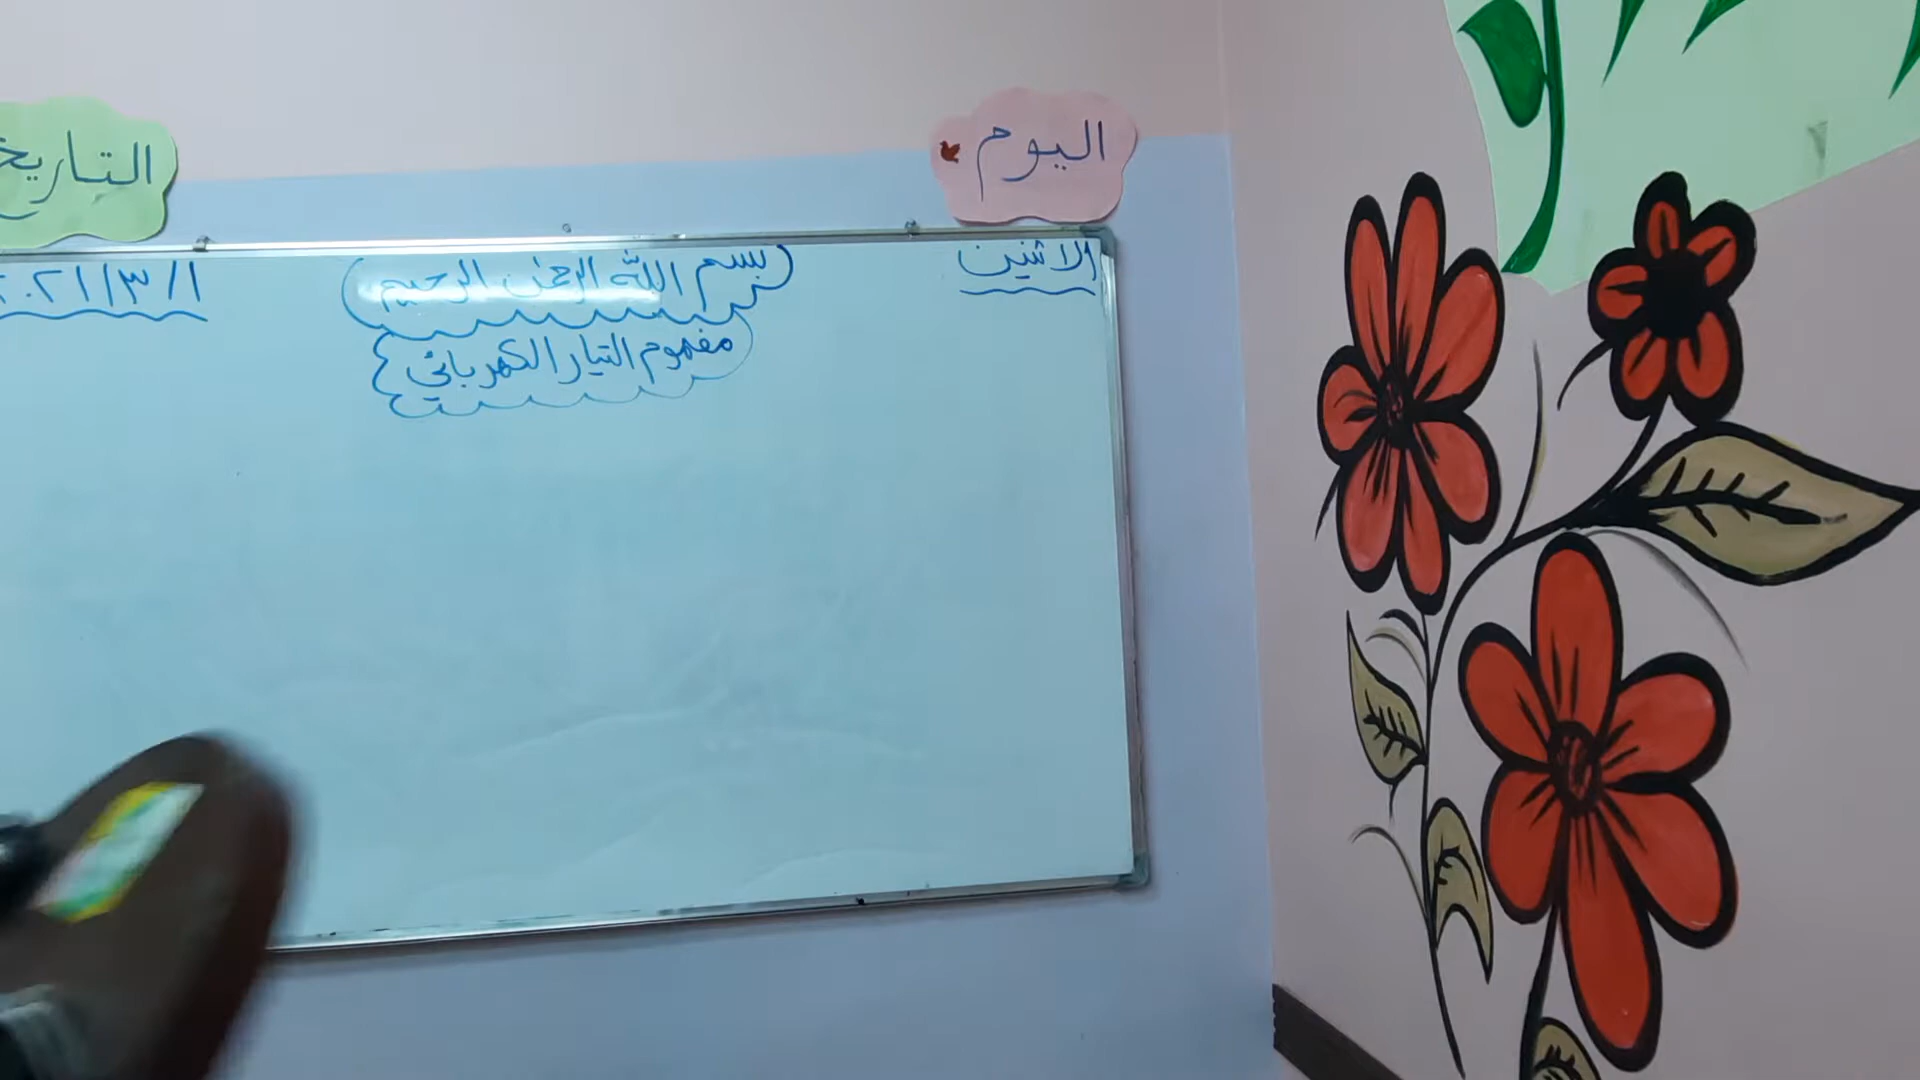 اليوم
التاريخ
الاثنين
بسم الله الرحمن الرحيم
٢٠٢١/٣/١
مفهوم التيار الكهربائي